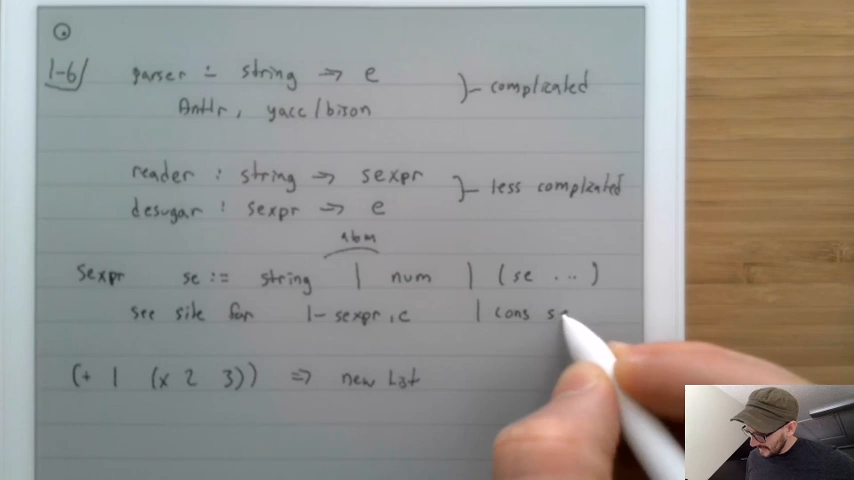 1-6/ parser : string → e }- complicated
Antlr, yacc/bison
reader : string → sexpr }- less complicated
desugar : sexpr → e
atom
Sexpr se := string | num | (se ...)
see site for 1-sexpr.c | cons se
(+ 1 (x 2 3)) ⇒ new List